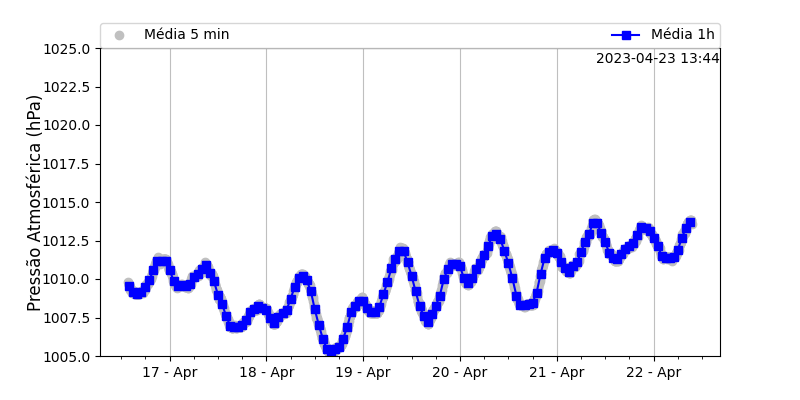 Média 5 min
Média 1h
2023-04-23 13:44
Pressão Atmosférica (hPa)
1025.0
1022.5
1020.0
1017.5
1015.0
1012.5
1010.0
1007.5
1005.0
17 - Apr
18 - Apr
19 - Apr
20 - Apr
21 - Apr
22 - Apr